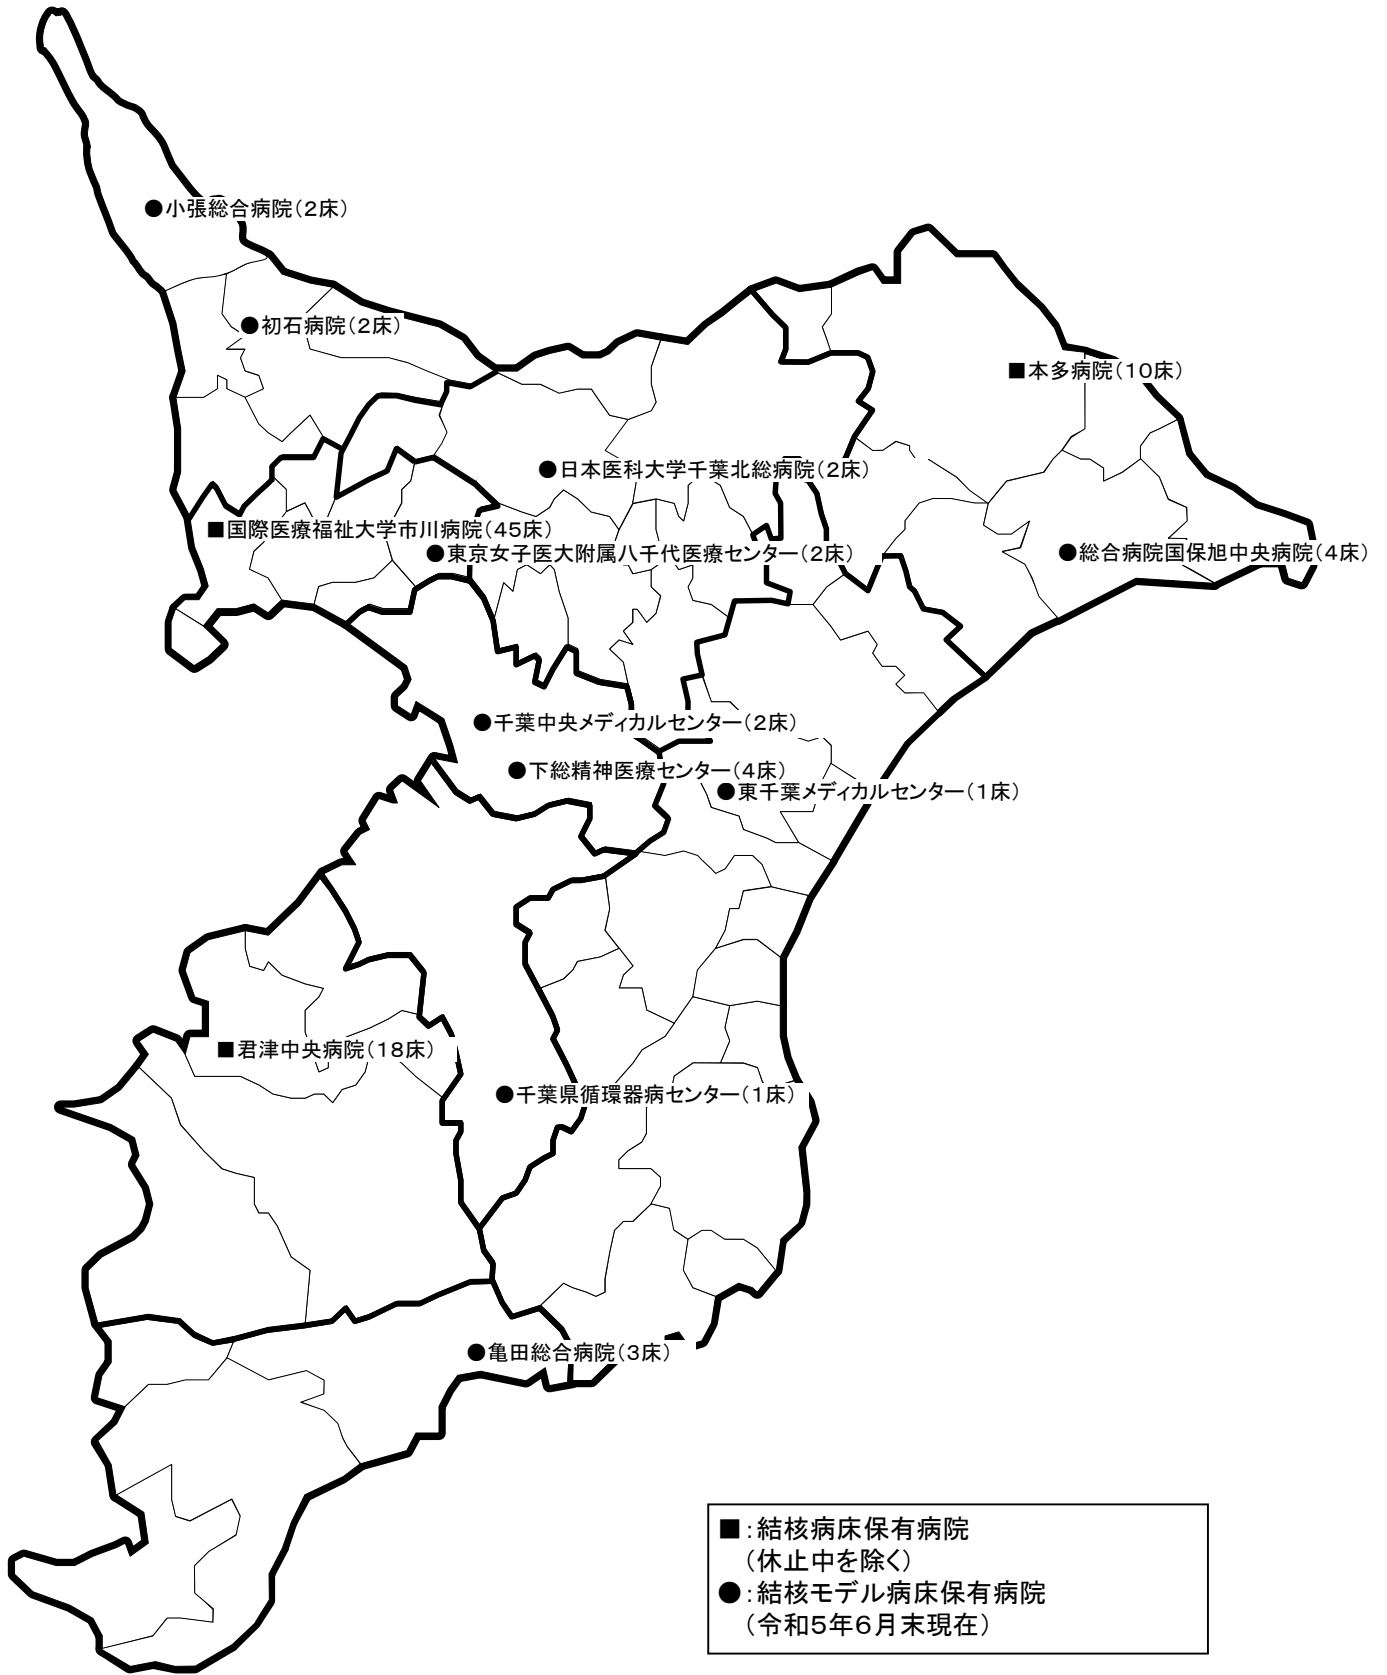 ●小張総合病院(2床)
●初石病院(2床)
■本多病院(10床)
●日本医科大学千葉北総病院(2床)
■国際医療福祉大学市川病院(45床)
●東京女子医大附属八千代医療センター(2床)
●総合病院国保旭中央病院(4床)
●千葉中央メディカルセンター(2床)
●下総精神医療センター(4床)
●東千葉メディカルセンター(1床)
■君津中央病院(18床)
●千葉県循環器病センター(1床)
●亀田総合病院(3床)
■:結核病床保有病院
(休止中を除く)
●:結核モデル病床保有病院
(令和5年6月末現在)